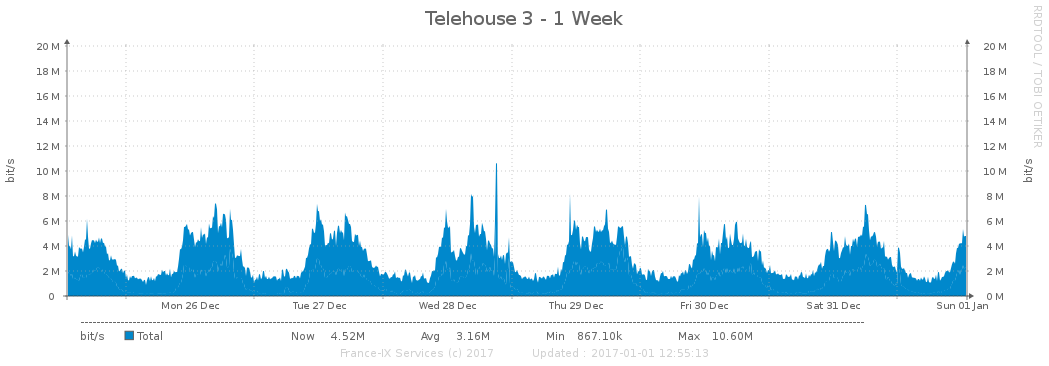 Telehouse 3 - 1 Week
RRDTOOL / TOBI OETIKER
bit/s
20 M 20 M
18 M 18 M
16 M 16 M
14 M 14 M
12 M 12 M
10 M 10 M
8 M 8 M
6 M 6 M
4 M 4 M
2 M 2 M
0 0 M
bit/s
Mon 26 Dec Tue 27 Dec Wed 28 Dec Thu 29 Dec Fri 30 Dec Sat 31 Dec Sun 01 Jan
bit/s Total Now 4.52M Avg 3.16M Min 867.10k Max 10.60M
France-IX Services (c) 2017 Updated : 2017-01-01 12:55:13